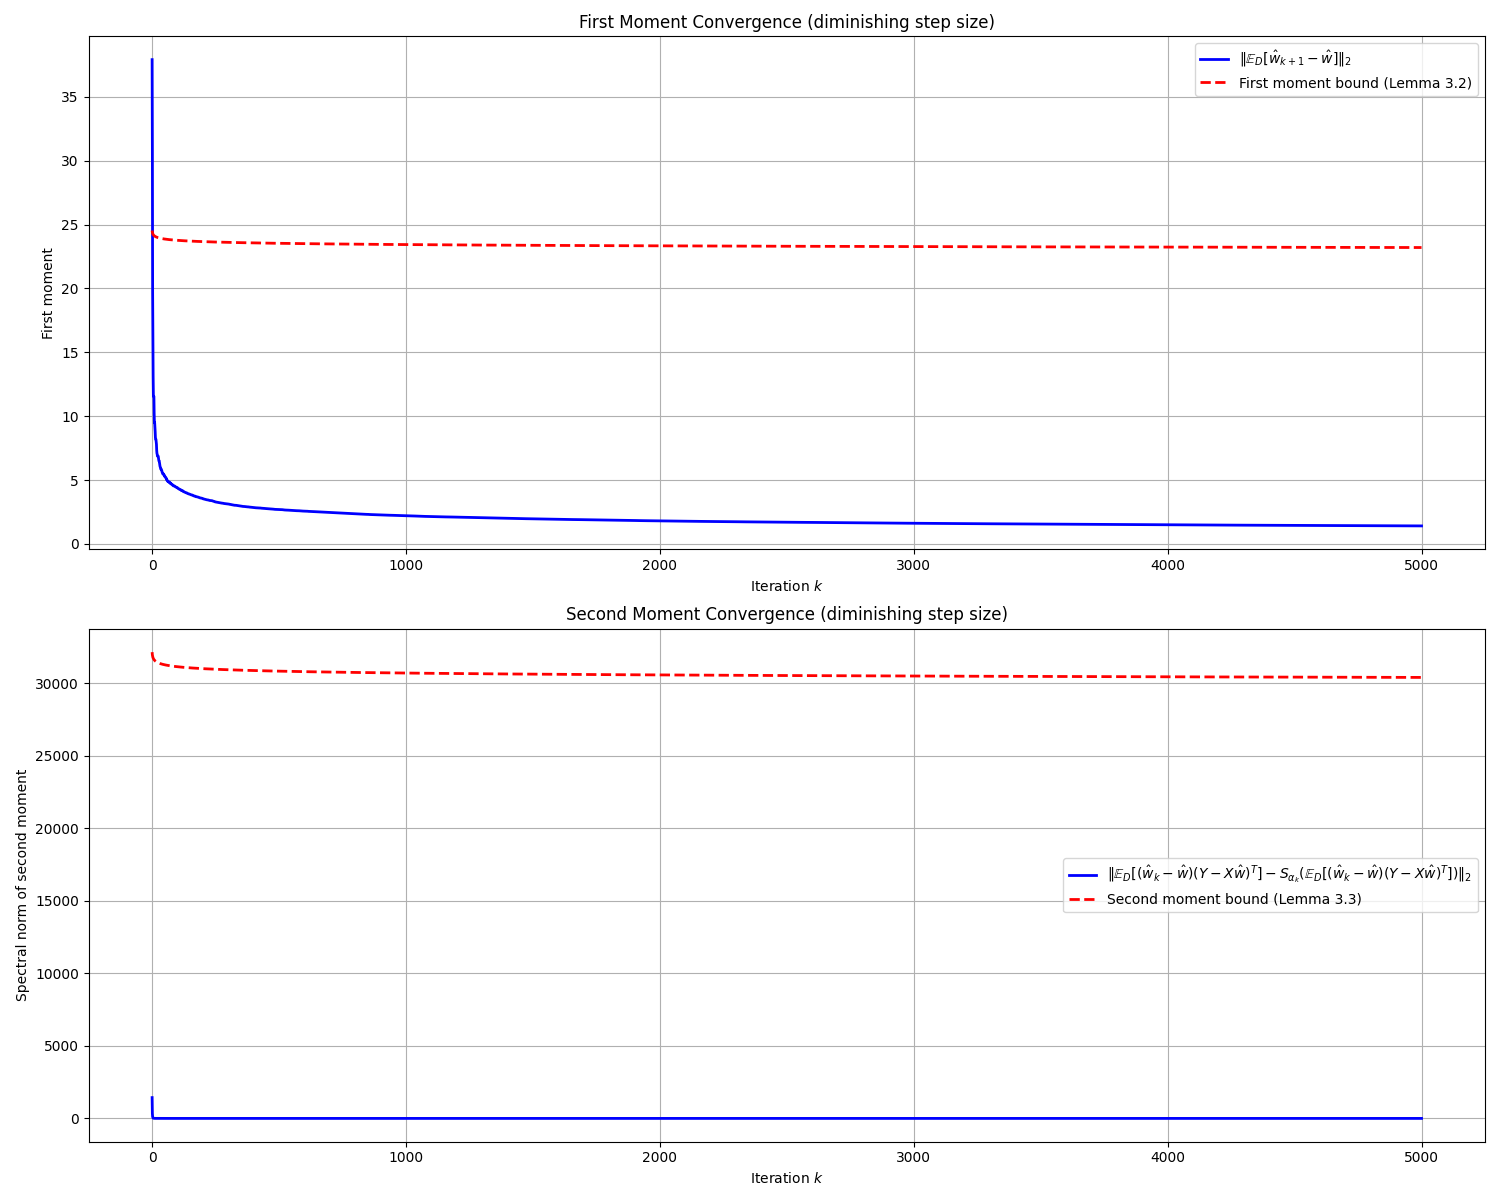 First Moment Convergence (diminishing step size)
‖𝔼_D[ŵ_{k+1} − ŵ]‖₂
First moment bound (Lemma 3.2)
First moment
35
30
25
20
15
10
5
0
0 1000 2000 3000 4000 5000
Iteration k
Second Moment Convergence (diminishing step size)
‖𝔼_D[(ŵ_k − ŵ)(Y − Xŵ)^T] − S_{α_k}(𝔼_D[(ŵ_k − ŵ)(Y − Xŵ)^T])‖₂
Second moment bound (Lemma 3.3)
Spectral norm of second moment
30000
25000
20000
15000
10000
5000
0
0 1000 2000 3000 4000 5000
Iteration k